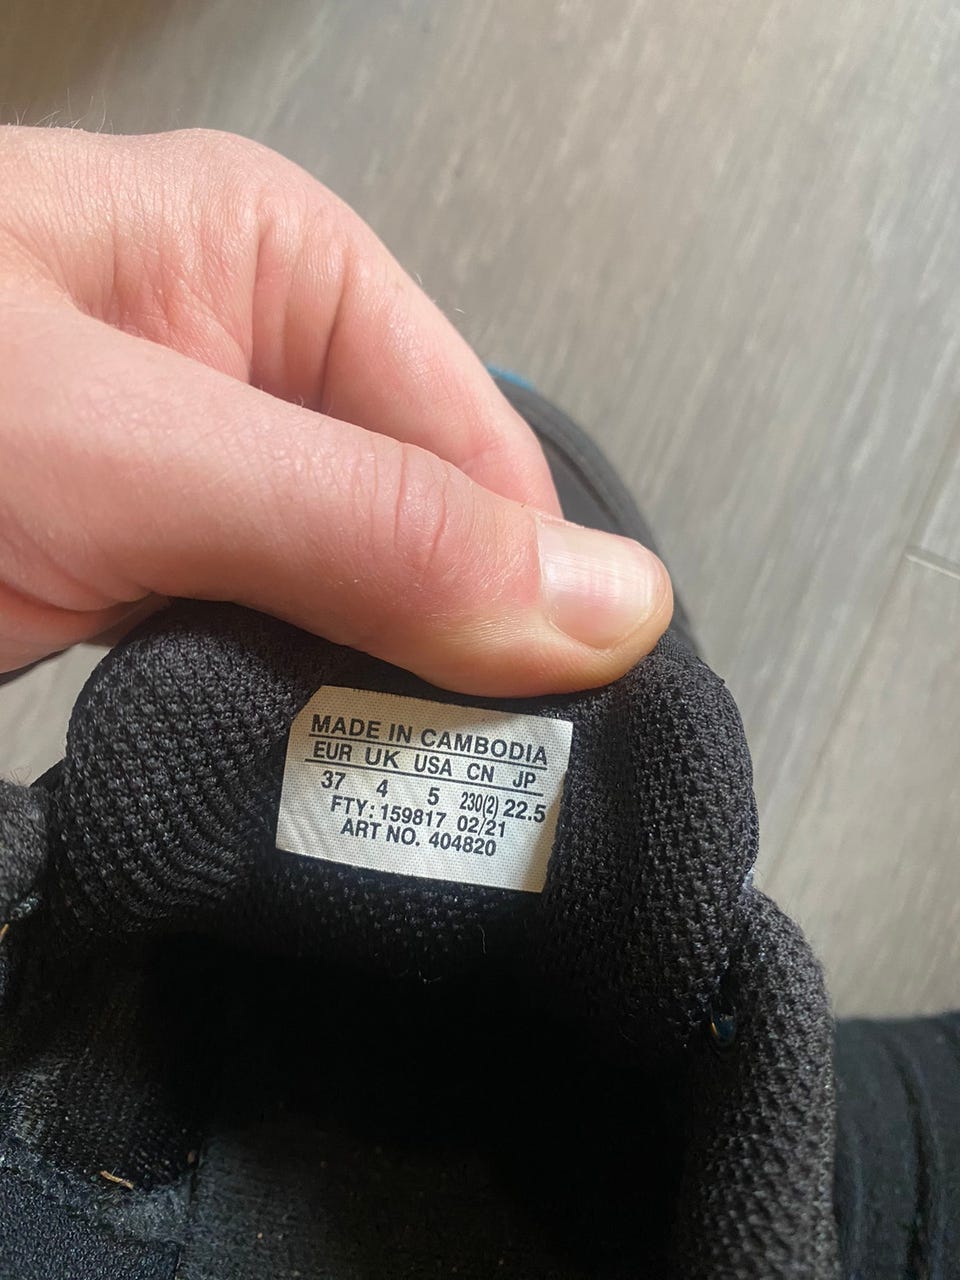 MADE IN CAMBODIA
EUR UK USA CN JP
37 4 5 230(2) 22.5
FTY: 159817 02/21
ART NO. 404820